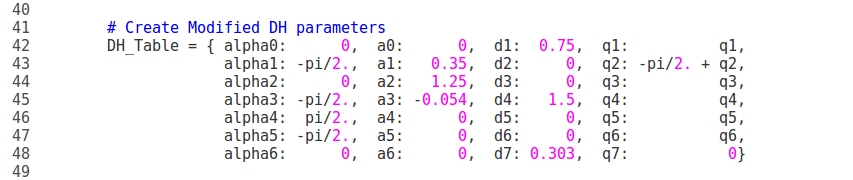 40
41 # Create Modified DH parameters
42 DH_Table = { alpha0: 0, a0: 0, d1: 0.75, q1: q1,
43 alpha1: -pi/2., a1: 0.35, d2: 0, q2: -pi/2. + q2,
44 alpha2: 0, a2: 1.25, d3: 0, q3: q3,
45 alpha3: -pi/2., a3: -0.054, d4: 1.5, q4: q4,
46 alpha4: pi/2., a4: 0, d5: 0, q5: q5,
47 alpha5: -pi/2., a5: 0, d6: 0, q6: q6,
48 alpha6: 0, a6: 0, d7: 0.303, q7: 0}
49